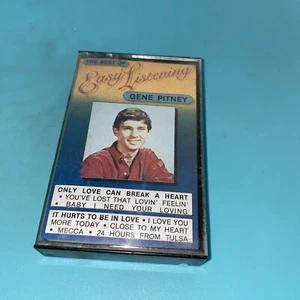 THE BEST OF
Easy Listening
GENE PITNEY
ONLY LOVE CAN BREAK A HEART
• YOU'VE LOST THAT LOVIN' FEELIN'
• BABY I NEED YOUR LOVING
IT HURTS TO BE IN LOVE • I LOVE YOU
MORE TODAY • CLOSE TO MY HEART
• MECCA • 24 HOURS FROM TULSA